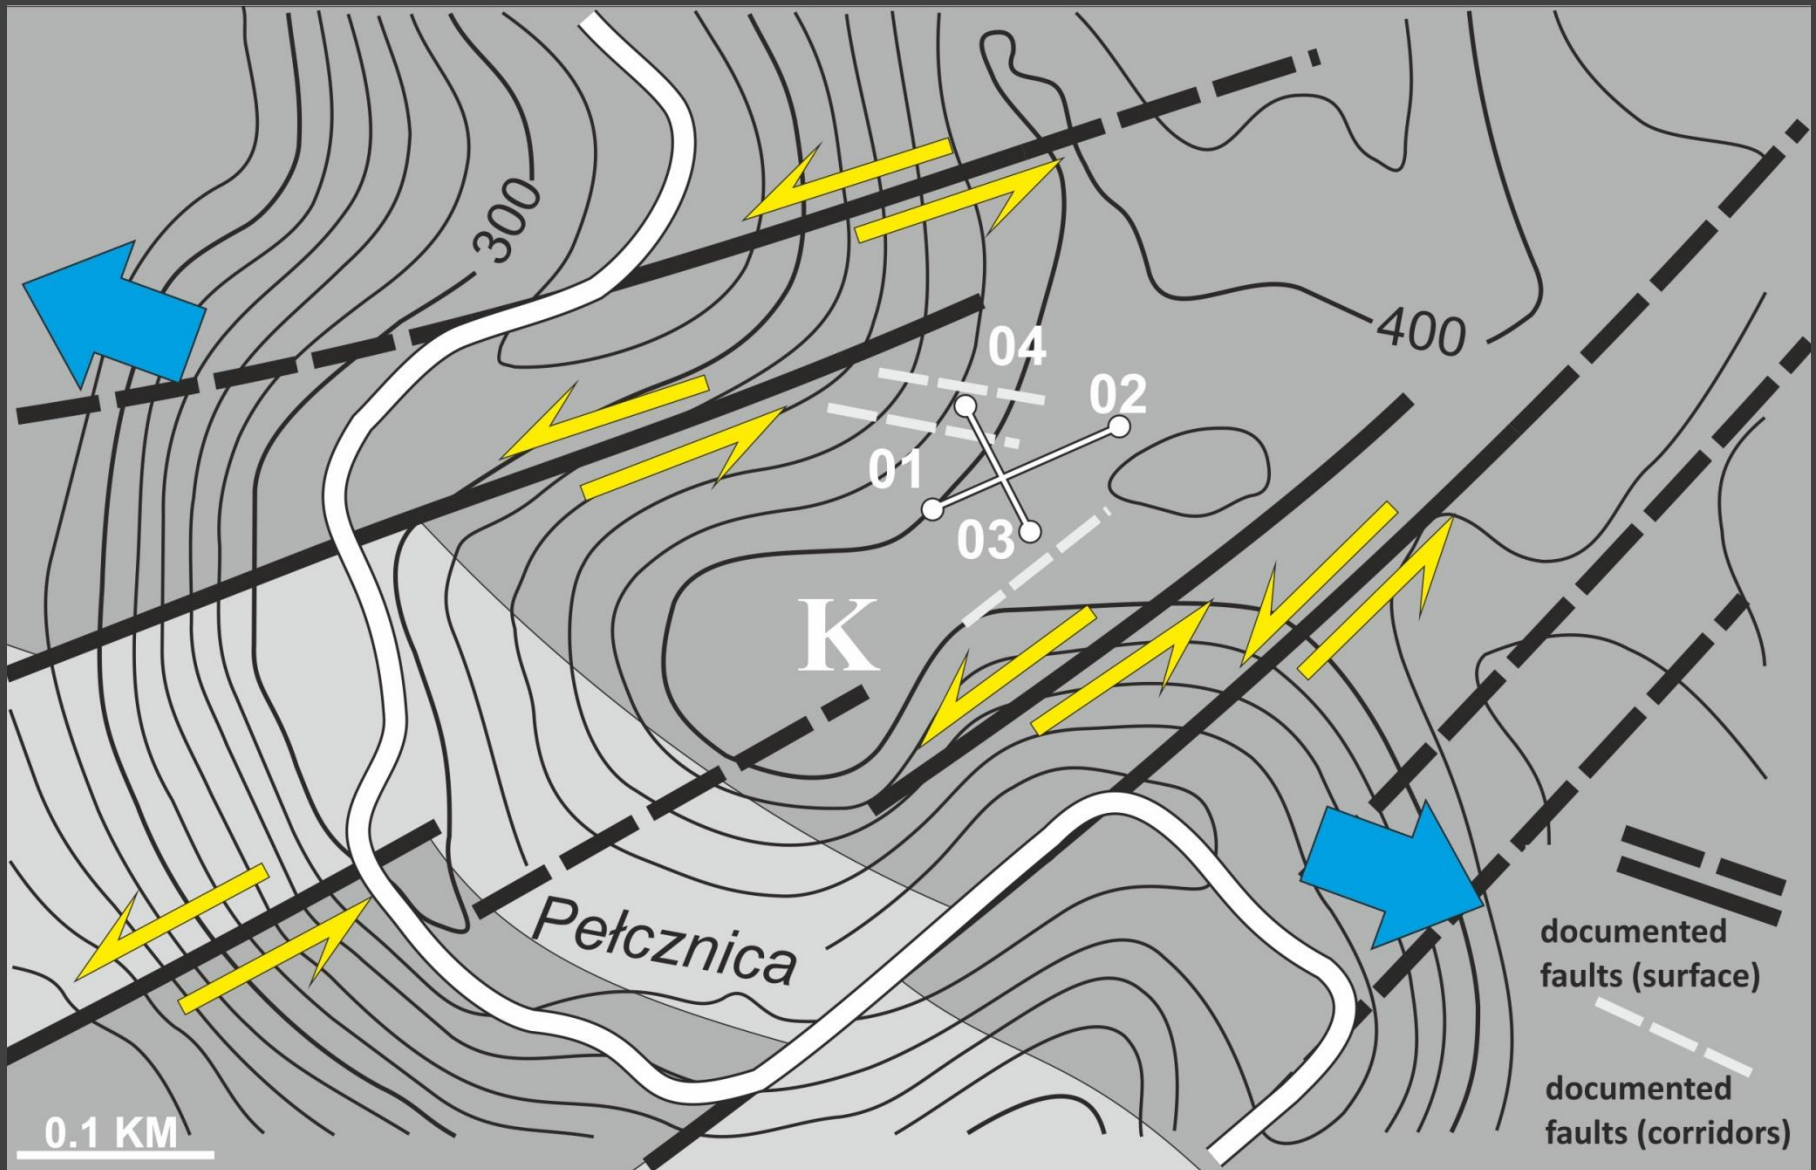 300
400
04
02
01
03
K
Pełcznica
documented
faults (surface)
documented
faults (corridors)
0.1 KM